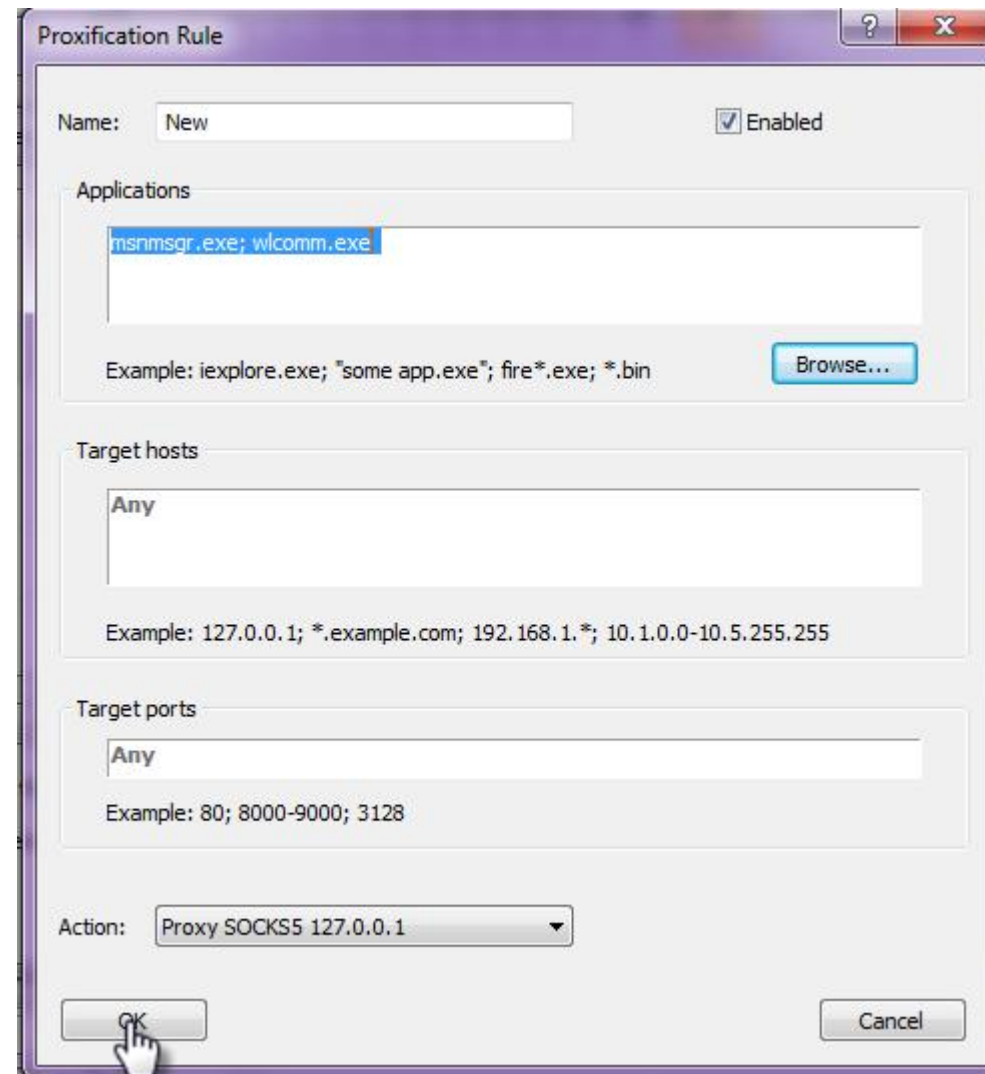 Proxification Rule
Name: New
Enabled
Applications
msnmsgr.exe; wlcomm.exe
Example: iexplore.exe; "some app.exe"; fire*.exe; *.bin
Browse...
Target hosts
Any
Example: 127.0.0.1; *.example.com; 192.168.1.*; 10.1.0.0-10.5.255.255
Target ports
Any
Example: 80; 8000-9000; 3128
Action: Proxy SOCKS5 127.0.0.1
OK
Cancel